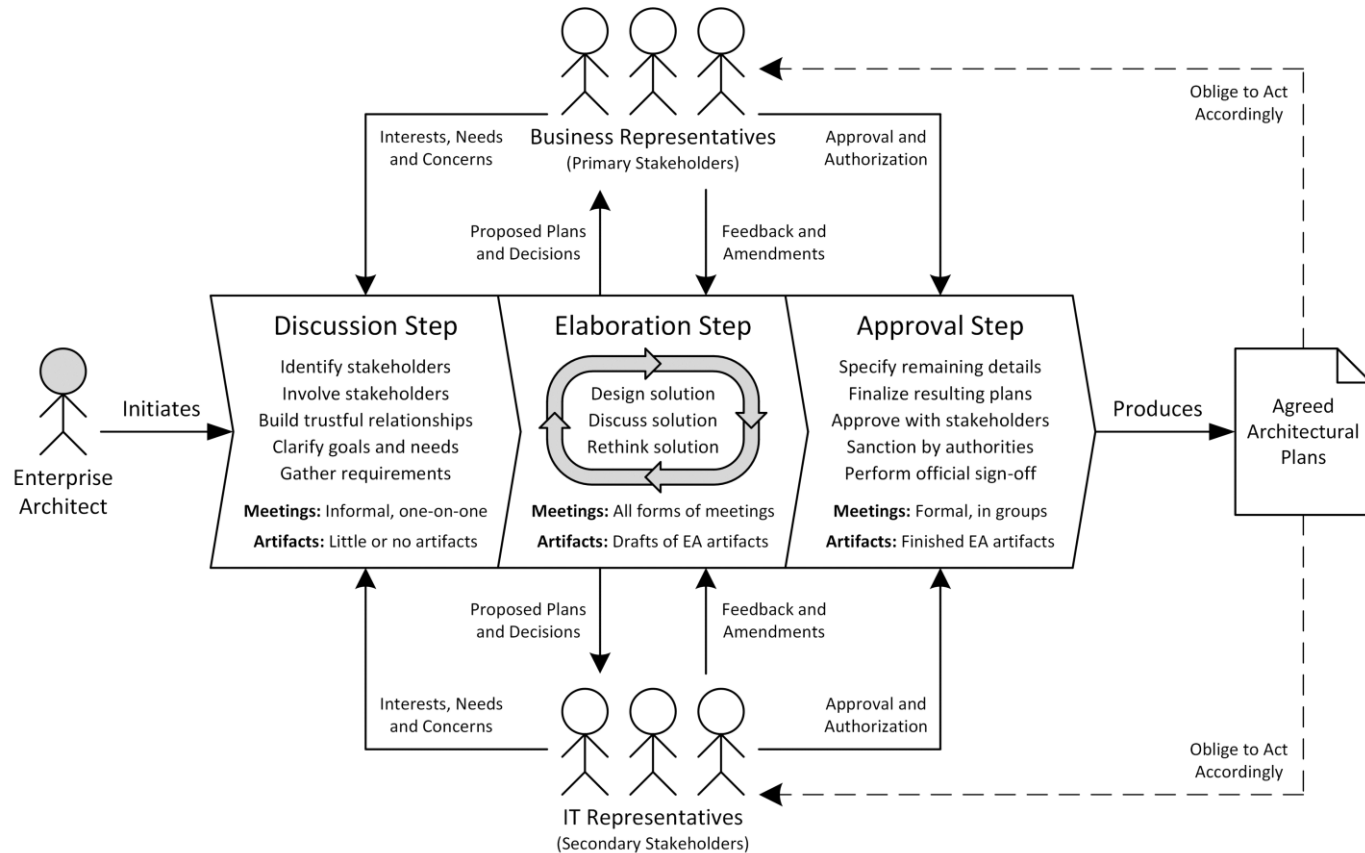 Business Representatives
(Primary Stakeholders)
Interests, Needs
and Concerns
Approval and
Authorization
Oblige to Act
Accordingly
Proposed Plans
and Decisions
Feedback and
Amendments
Enterprise
Architect
Initiates
Discussion Step
Identify stakeholders
Involve stakeholders
Build trustful relationships
Clarify goals and needs
Gather requirements
Meetings: Informal, one-on-one
Artifacts: Little or no artifacts
Elaboration Step
Design solution
Discuss solution
Rethink solution
Meetings: All forms of meetings
Artifacts: Drafts of EA artifacts
Approval Step
Specify remaining details
Finalize resulting plans
Approve with stakeholders
Sanction by authorities
Perform official sign-off
Meetings: Formal, in groups
Artifacts: Finished EA artifacts
Produces
Agreed
Architectural
Plans
Proposed Plans
and Decisions
Feedback and
Amendments
Interests, Needs
and Concerns
Approval and
Authorization
Oblige to Act
Accordingly
IT Representatives
(Secondary Stakeholders)